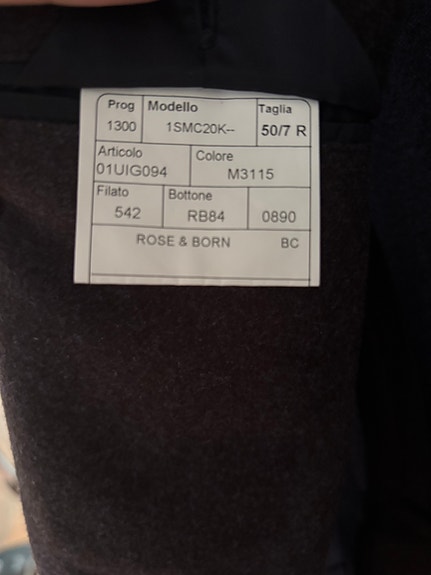 Prog Modello Taglia
1300 1SMC20K-- 50/7 R
Articolo Colore
01UIG094 M3115
Filato Bottone
542 RB84 0890
ROSE & BORN BC